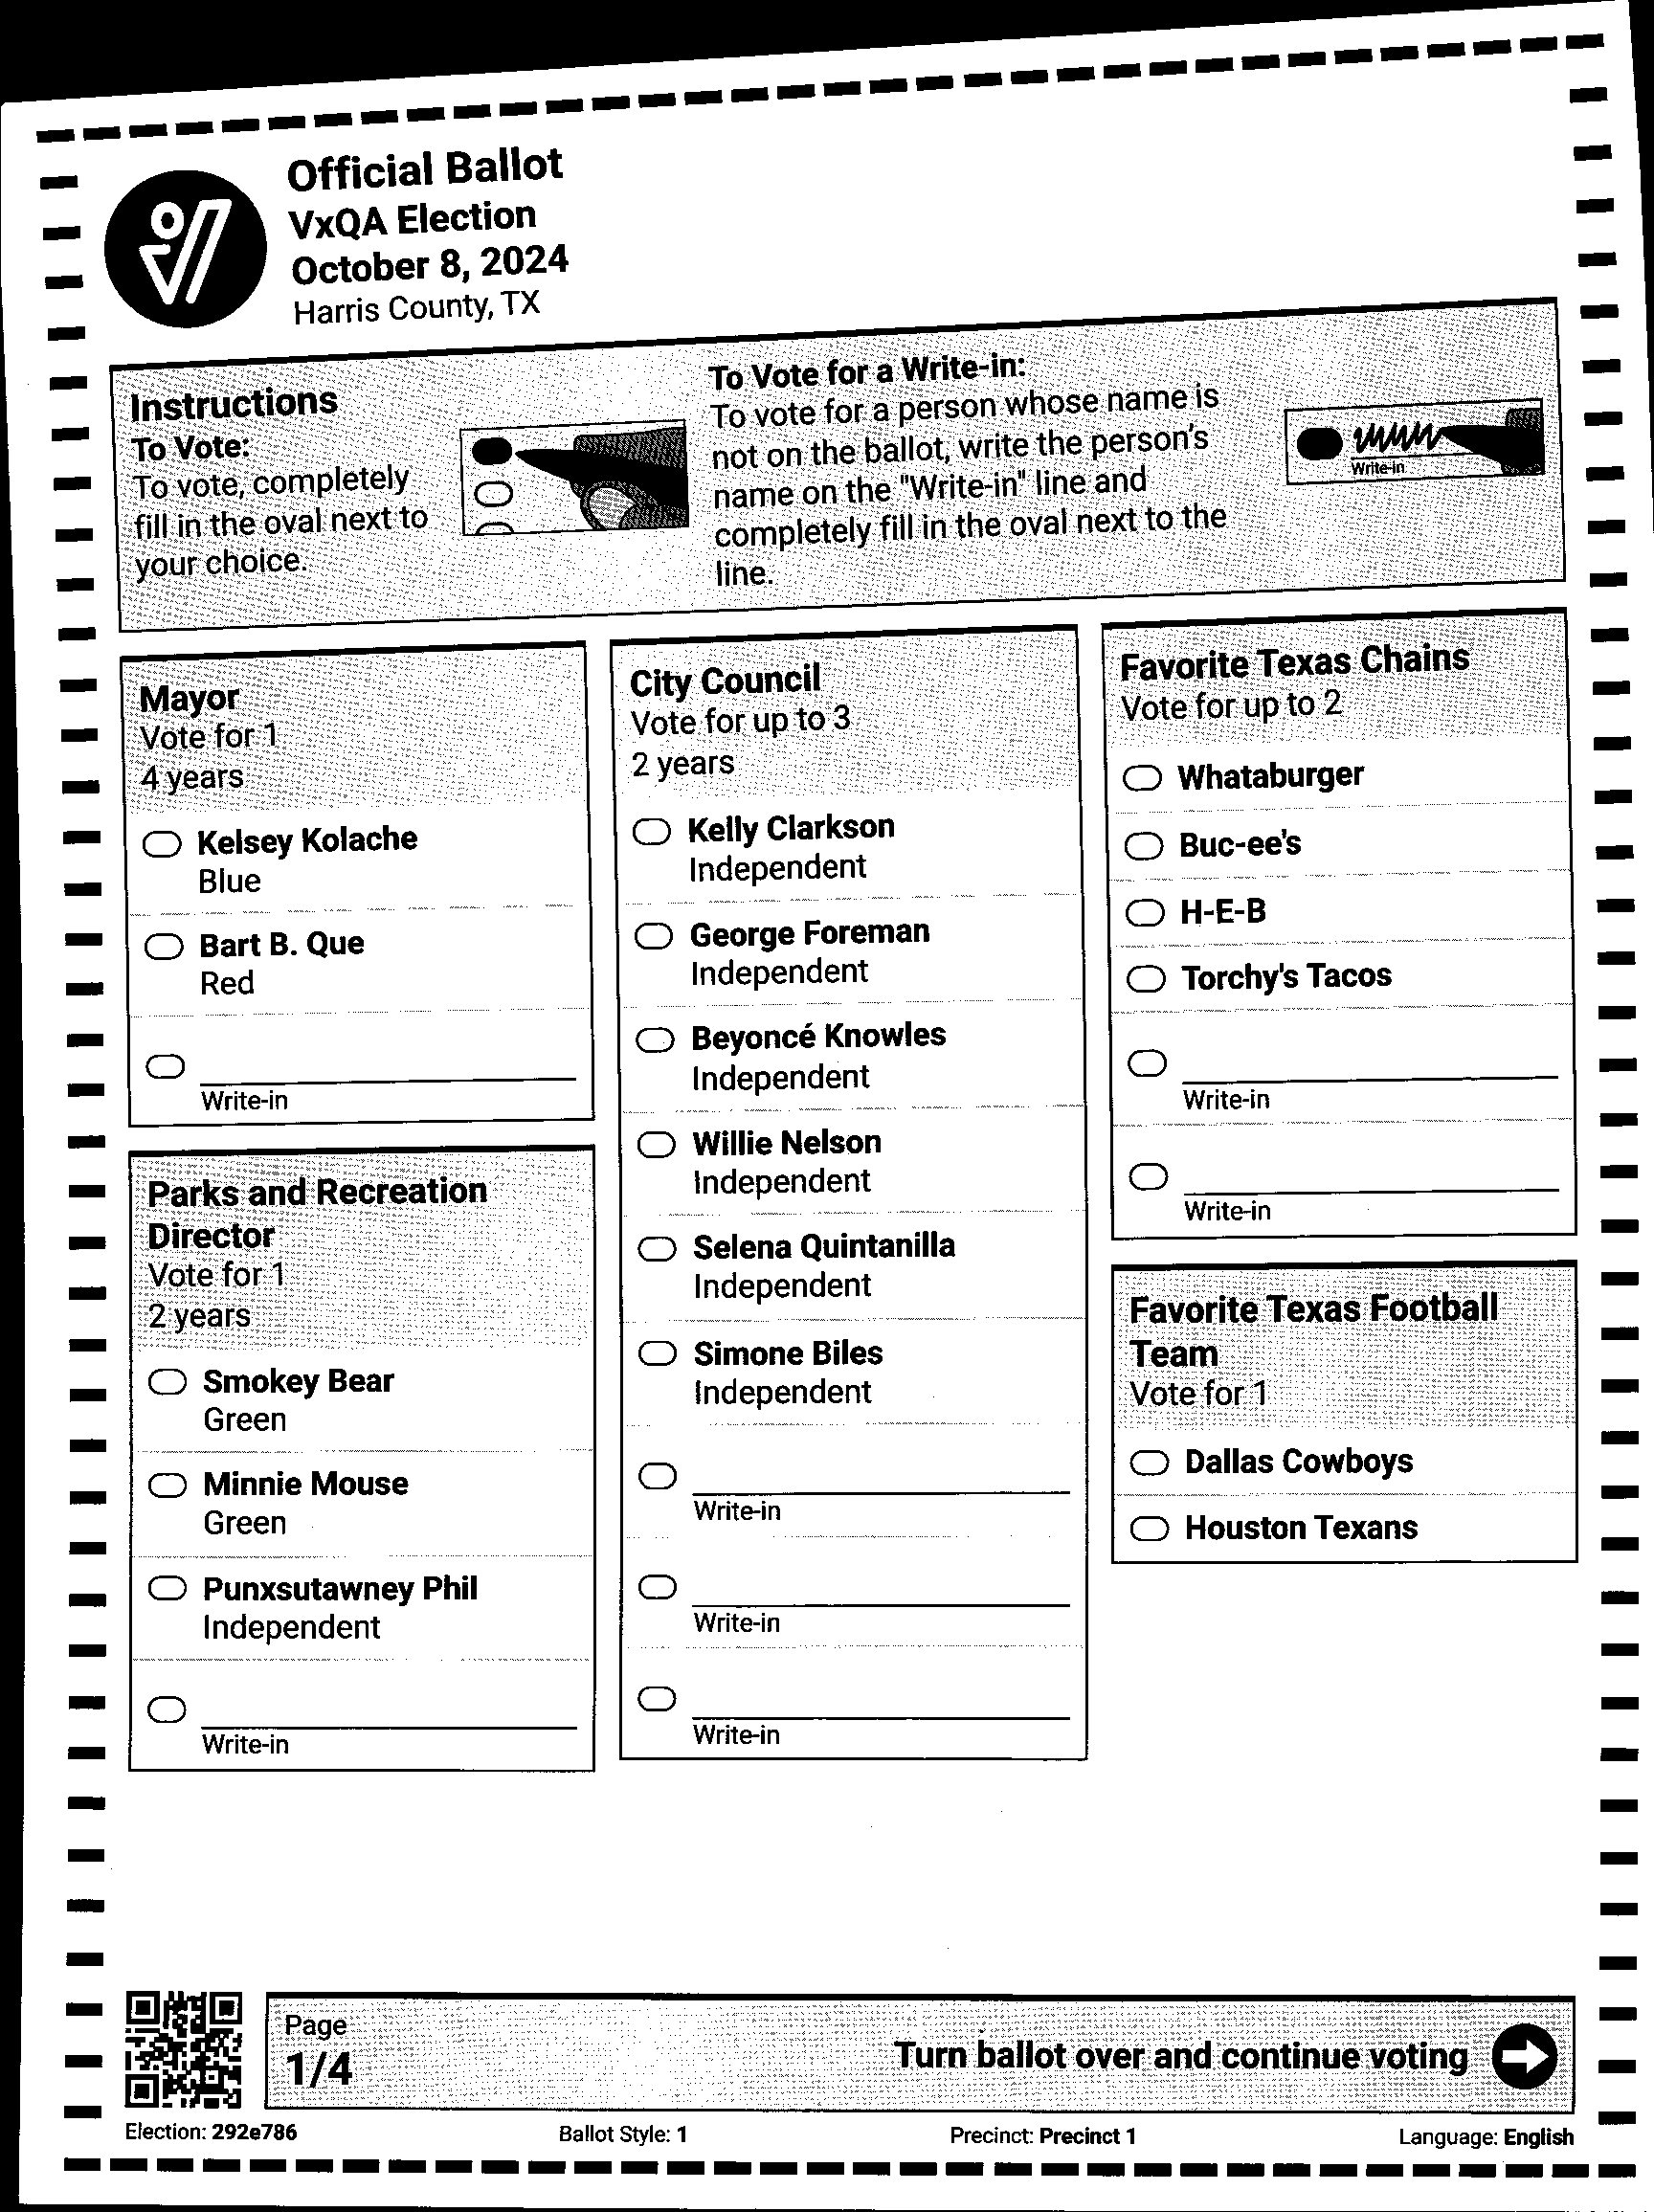 Official Ballot
VxQA Election
October 8, 2024
Harris County, TX
Instructions
To Vote:
To vote, completely
fill in the oval next to
your choice.
To Vote for a Write-in:
To vote for a person whose name is
not on the ballot, write the person's
name on the "Write-in" line and
completely fill in the oval next to the
line.
Write-in
Mayor
Vote for 1
4 years
Kelsey Kolache
Blue
Bart B. Que
Red
Write-in
Parks and Recreation
Director
Vote for 1
2 years
Smokey Bear
Green
Minnie Mouse
Green
Punxsutawney Phil
Independent
Write-in
City Council
Vote for up to 3
2 years
Kelly Clarkson
Independent
George Foreman
Independent
Beyoncé Knowles
Independent
Willie Nelson
Independent
Selena Quintanilla
Independent
Simone Biles
Independent
Write-in
Write-in
Write-in
Favorite Texas Chains
Vote for up to 2
Whataburger
Buc-ee's
H-E-B
Torchy's Tacos
Write-in
Write-in
Favorite Texas Football
Team
Vote for 1
Dallas Cowboys
Houston Texans
Page
1/4
Turn ballot over and continue voting
Election: 292e786
Ballot Style: 1
Precinct: Precinct 1
Language: English